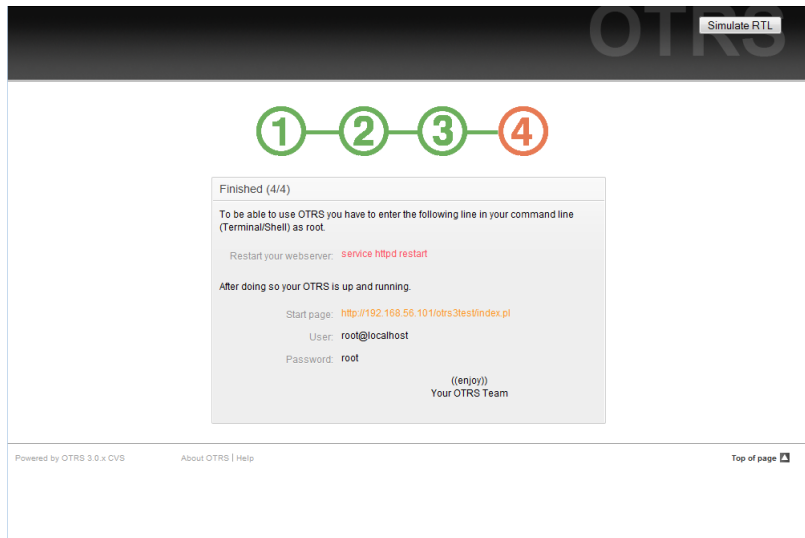 OTRS
Simulate RTL
1 2 3 4
Finished (4/4)
To be able to use OTRS you have to enter the following line in your command line
(Terminal/Shell) as root.
Restart your webserver: service httpd restart
After doing so your OTRS is up and running.
Start page: http://192.168.56.101/otrs3test/index.pl
User: root@localhost
Password: root
((enjoy))
Your OTRS Team
Powered by OTRS 3.0.x CVS About OTRS | Help Top of page